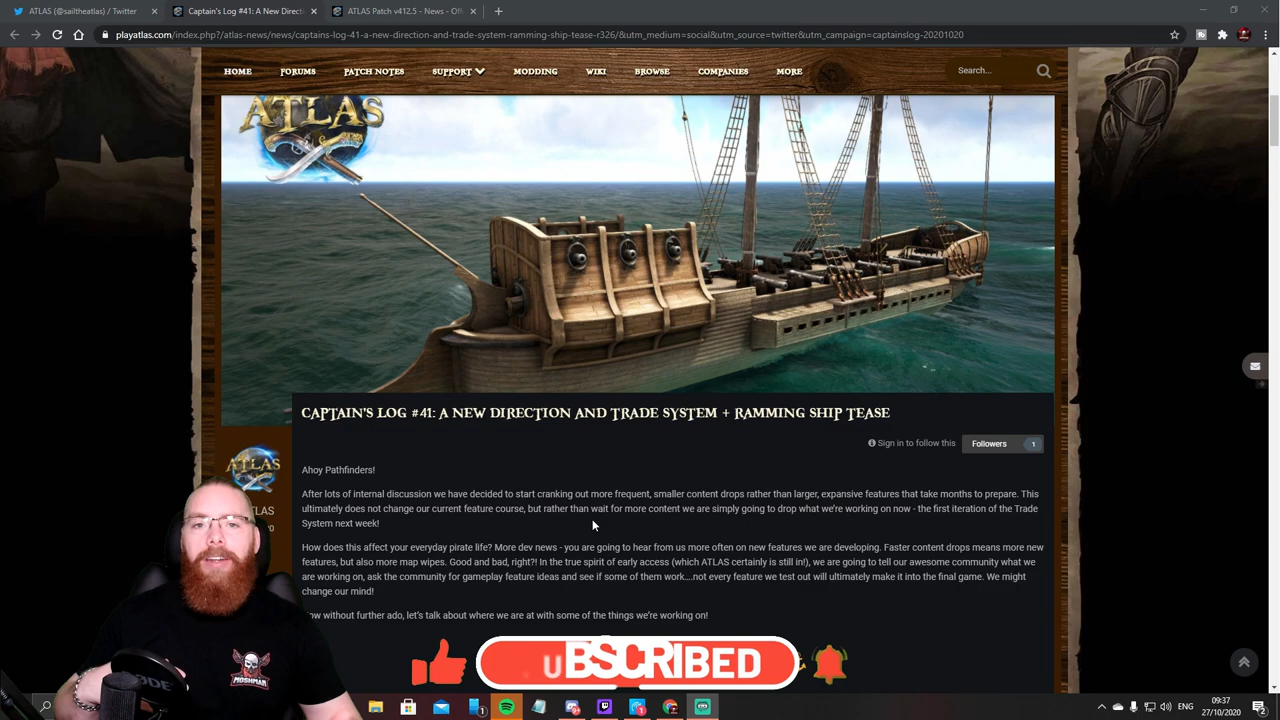 ATLAS (@sailtheatlas) / Twitter
Captain's Log #41: A New Directi
ATLAS Patch v412.5 - News - Off
playatlas.com/index.php?/atlas-news/news/captains-log-41-a-new-direction-and-trade-system-ramming-ship-tease-r326/&utm_medium=social&utm_source=twitter&utm_campaign=captainslog-20201020
HOME FORUMS PATCH NOTES SUPPORT MODDING WIKI BROWSE COMPANIES MORE Search...
ATLAS
CAPTAIN'S LOG #41: A NEW DIRECTION AND TRADE SYSTEM + RAMMING SHIP TEASE
Sign in to follow this Followers 1
Ahoy Pathfinders!
ATLAS
After lots of internal discussion we have decided to start cranking out more frequent, smaller content drops rather than larger, expansive features that take months to prepare. This
ultimately does not change our current feature course, but rather than wait for more content we are simply going to drop what we're working on now - the first iteration of the Trade
System next week!
ATLAS
How does this affect your everyday pirate life? More dev news - you are going to hear from us more often on new features we are developing. Faster content drops means more new
features, but also more map wipes. Good and bad, right?! In the true spirit of early access (which ATLAS certainly is still in!), we are going to tell our awesome community what we
are working on, ask the community for gameplay feature ideas and see if some of them work....not every feature we test out will ultimately make it into the final game. We might
change our mind!
ow without further ado, let's talk about where we are at with some of the things we're working on!
UBSCRIBED
MOSHMAN
ODE
1
1
ENG
09:37
27/10/2020
2